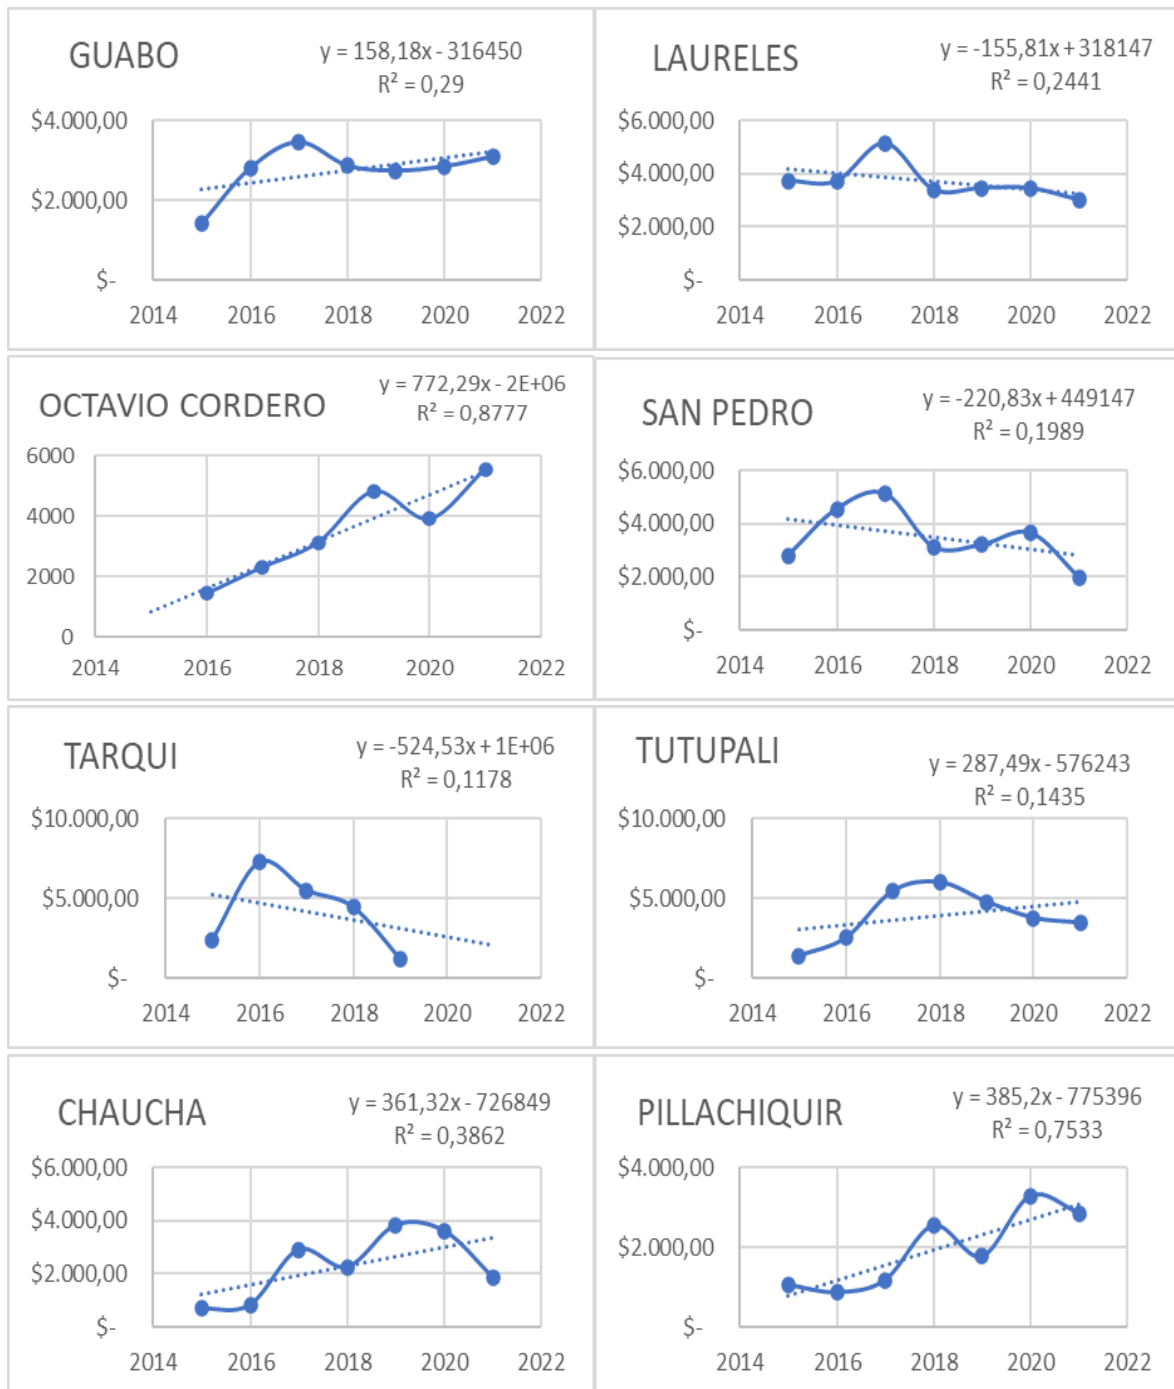 GUABO
y = 158,18x - 316450
R² = 0,29
$4.000,00
$2.000,00
$-
2014 2016 2018 2020 2022
LAURELES
y = -155,81x + 318147
R² = 0,2441
$6.000,00
$4.000,00
$2.000,00
$-
2014 2016 2018 2020 2022
OCTAVIO CORDERO
y = 772,29x - 2E+06
R² = 0,8777
6000
4000
2000
0
2014 2016 2018 2020 2022
SAN PEDRO
y = -220,83x + 449147
R² = 0,1989
$6.000,00
$4.000,00
$2.000,00
$-
2014 2016 2018 2020 2022
TARQUI
y = -524,53x + 1E+06
R² = 0,1178
$10.000,00
$5.000,00
$-
2014 2016 2018 2020 2022
TUTUPALI
y = 287,49x - 576243
R² = 0,1435
$10.000,00
$5.000,00
$-
2014 2016 2018 2020 2022
CHAUCHA
y = 361,32x - 726849
R² = 0,3862
$6.000,00
$4.000,00
$2.000,00
$-
2014 2016 2018 2020 2022
PILLACHIQUIR
y = 385,2x - 775396
R² = 0,7533
$4.000,00
$2.000,00
$-
2014 2016 2018 2020 2022